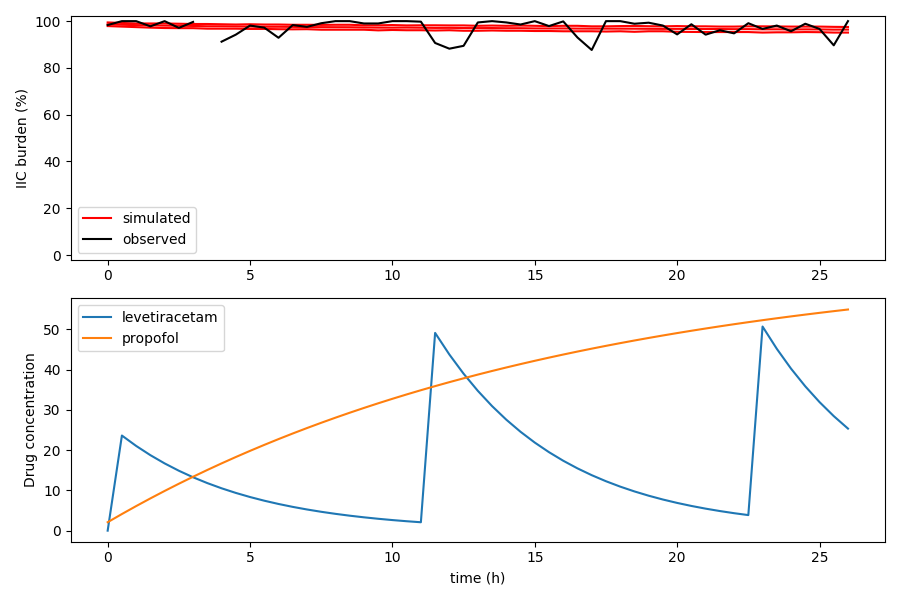 100
80
60
40
20
0
IIC burden (%)
simulated
observed
0 5 10 15 20 25
levetiracetam
propofol
50
40
30
20
10
0
Drug concentration
0 5 10 15 20 25
time (h)